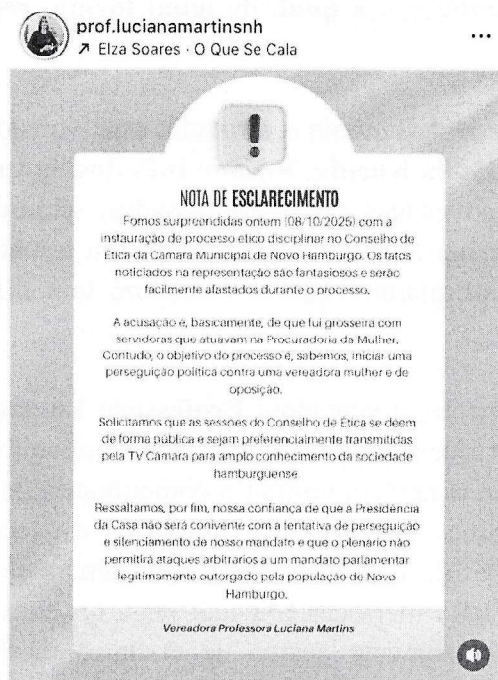 prof.lucianamartinsnh
Elza Soares · O Que Se Cala
NOTA DE ESCLARECIMENTO
Fomos surpreendidas ontem (08/10/2025) com a
instauração de processo ético disciplinar no Conselho de
Ética da Câmara Municipal de Novo Hamburgo. Os fatos
noticiados na representação são fantasiosos e serão
facilmente afastados durante o processo.
A acusação é, basicamente, de que fui grosseira com
servidoras que atuavam na Procuradoria da Mulher.
Contudo, o objetivo do processo é, sabemos, iniciar uma
perseguição política contra uma vereadora mulher e de
oposição.
Solicitamos que as sessões do Conselho de Ética se deem
de forma pública e sejam preferencialmente transmitidas
pela TV Câmara para amplo conhecimento da sociedade
hamburguense
Ressaltamos, por fim, nossa confiança de que a Presidência
da Casa não será conivente com a tentativa de perseguição
e silenciamento de nosso mandato e que o plenário não
permitirá ataques arbitrários a um mandato parlamentar
legitimamente outorgado pela população de Novo
Hamburgo.
Vereadora Professora Luciana Martins